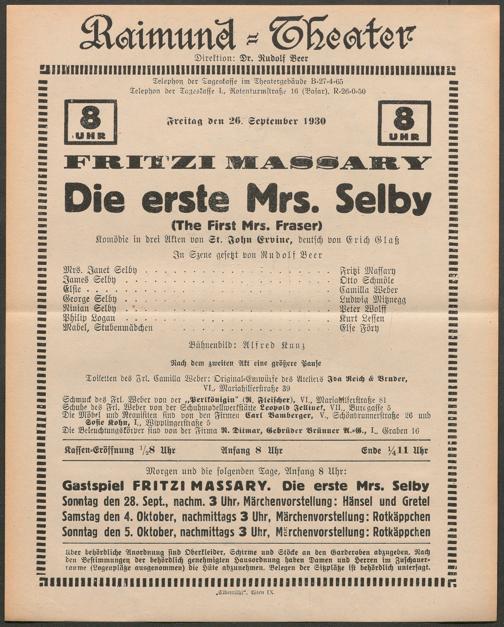 Raimund-Theater
Direktion: Dr. Rudolf Beer
Telephon der Tageskasse im Theatergebäude B-27-4-65
Telephon der Tageskasse I., Rotenturmstraße 16 (Basar). R-26-0-50
8 UHR
8 UHR
Freitag den 26. September 1930
FRITZI MASSARY
Die erste Mrs. Selby
(The First Mrs. Fraser)
Komödie in drei Akten von St. John Ervine, deutsch von Erich Glaß
In Szene gesetzt von Rudolf Beer
Mrs. Janet Selby . . . Fritzi Massary
James Selby . . . Otto Schmöle
Elsie . . . Camilla Weber
George Selby . . . Ludwig Mitznegg
Ninian Selby . . . Peter Wolff
Philip Logan . . . Kurt Lessen
Mabel, Stubenmädchen . . . Else Föry
Bühnenbild: Alfred Kunz
Nach dem zweiten Akt eine größere Pause
Toiletten des Frl. Camilla Weber: Original-Entwürfe des Ateliers Ida Reich & Bruder,
VI., Mariahilferstraße 39
Schmuck des Frl. Weber von der „Perlkönigin" (R. Fleischer), VI., Mariahilferstraße 81
Schuhe des Frl. Weber von der Schuhmodellwerkstätte Leopold Jellinek, VII., Burggasse 5
Die Möbel und Requisiten sind von den Firmen Carl Bamberger, V., Schönbrunnerstraße 26 und
Sofie Kohn, I., Wipplingerstraße 5
Die Beleuchtungskörper sind von der Firma R. Ditmar, Gebrüder Brünner A.-G., I., Graben 16
Kassen-Eröffnung ½8 Uhr Anfang 8 Uhr Ende ¼11 Uhr
Morgen und die folgenden Tage, Anfang 8 Uhr:
Gastspiel FRITZI MASSARY. Die erste Mrs. Selby
Sonntag den 28. Sept., nachm. 3 Uhr, Märchenvorstellung: Hänsel und Gretel
Samstag den 4. Oktober, nachmittags 3 Uhr, Märchenvorstellung: Rotkäppchen
Sonntag den 5. Oktober, nachmittags 3 Uhr, Märchenvorstellung: Rotkäppchen
Über behördliche Anordnung sind Oberkleider, Schirme und Stöcke an den Garderoben abzugeben. Nach
den Bestimmungen der behördlich genehmigten Hausordnung haben Damen und Herren im Zuschauer-
raume (Logenplätze ausgenommen) die Hüte abzunehmen. Belegen der Sitzplätze ist behördlich untersagt.
Wien IX.